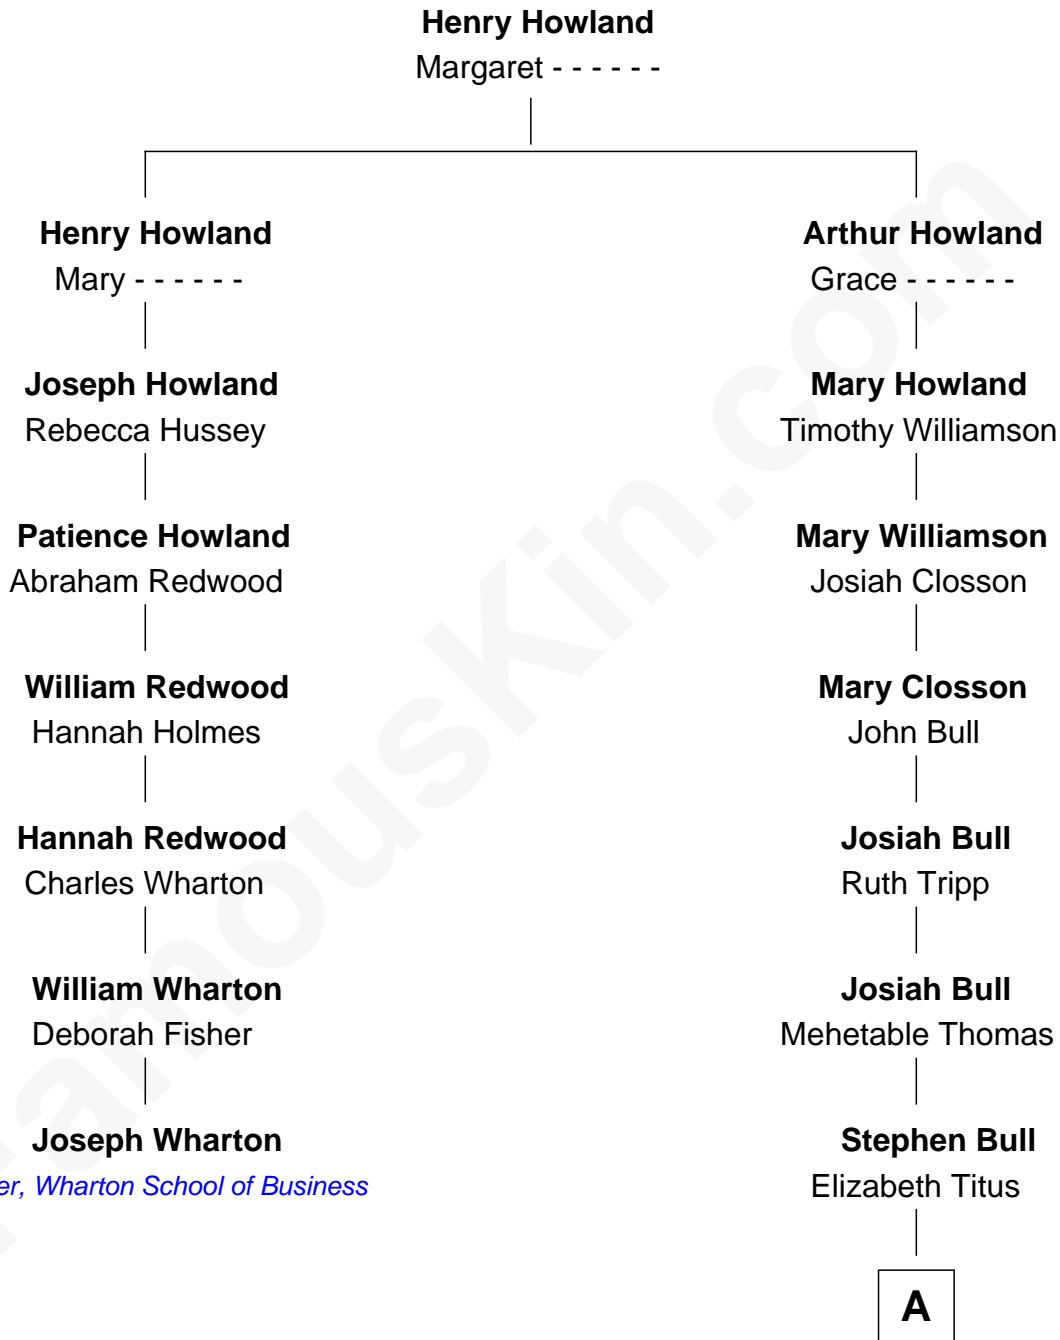 Henry Howland
Margaret - - - - - -
Henry Howland
Mary - - - - - -
Arthur Howland
Grace - - - - - -
Joseph Howland
Rebecca Hussey
Mary Howland
Timothy Williamson
Patience Howland
Abraham Redwood
Mary Williamson
Josiah Closson
William Redwood
Hannah Holmes
Mary Closson
John Bull
Hannah Redwood
Charles Wharton
Josiah Bull
Ruth Tripp
William Wharton
Deborah Fisher
Josiah Bull
Mehetable Thomas
Joseph Wharton
er, Wharton School of Business
Stephen Bull
Elizabeth Titus
A
FamousKin.com